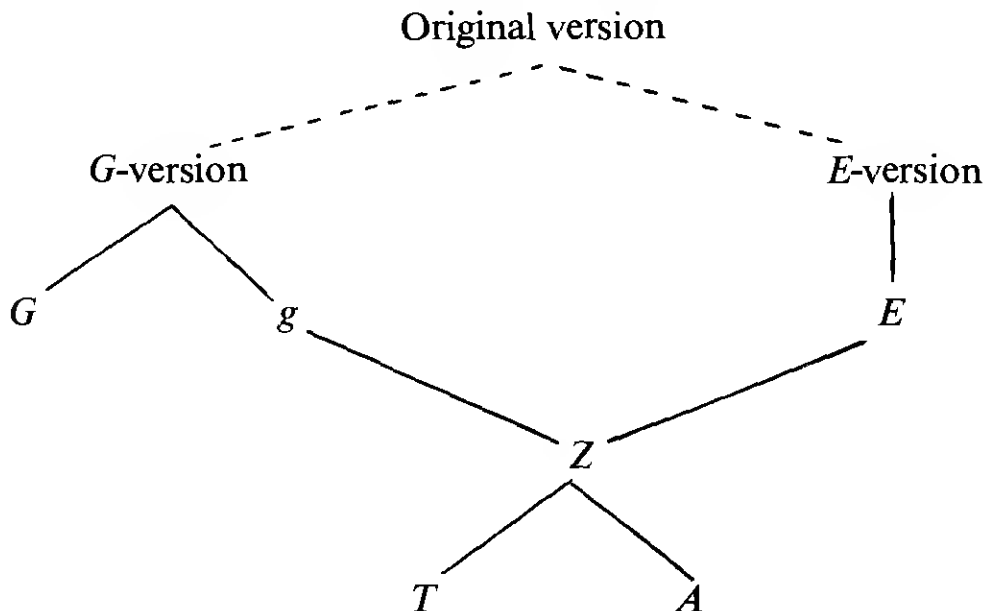 Original version
G-version E-version
G g E
Z
T A